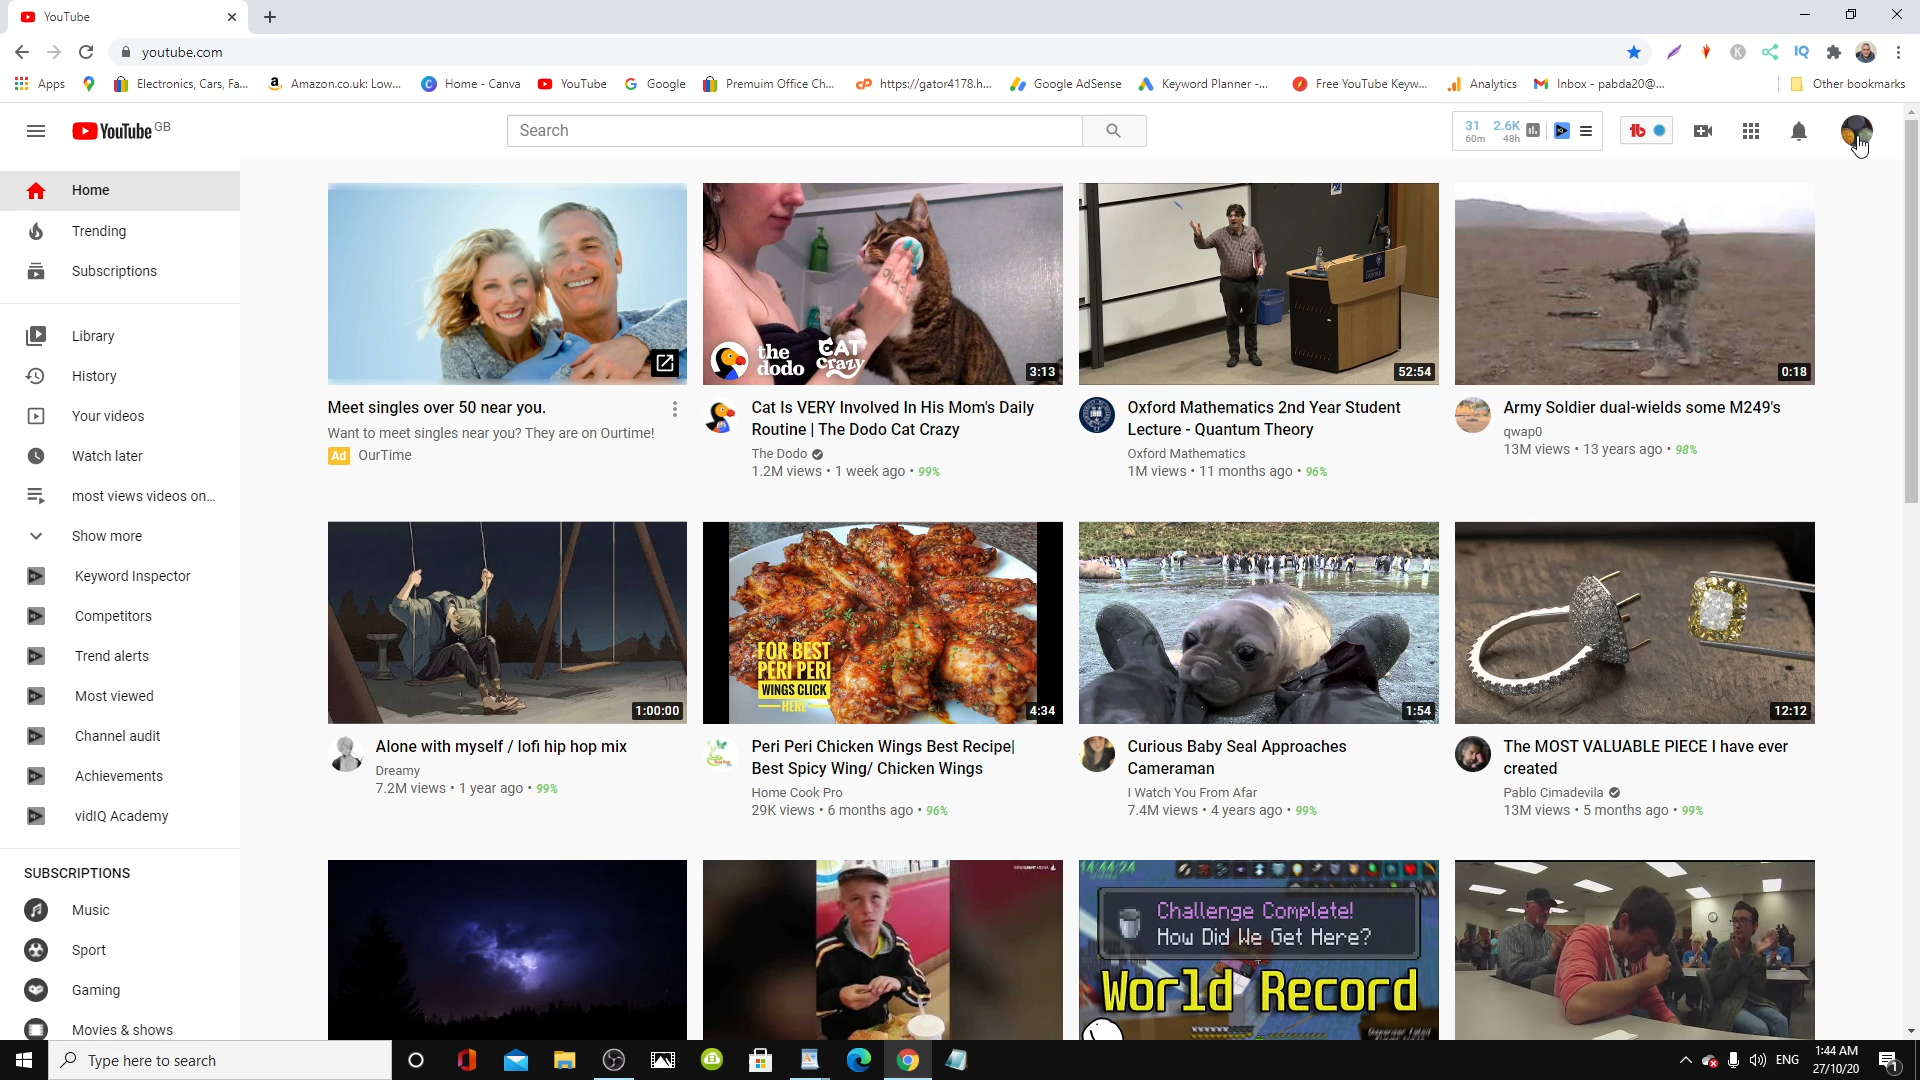 YouTube
youtube.com
Apps
Electronics, Cars, Fa...
Amazon.co.uk: Low...
Home - Canva
YouTube
Google
Premuim Office Ch...
https://gator4178.h...
Google AdSense
Keyword Planner -...
Free YouTube Keyw...
Analytics
Inbox - pabda20@...
Other bookmarks
YouTube GB
Search
31 2.6K
60m 48h
Home
Trending
Subscriptions
Library
History
Your videos
Watch later
most views videos on...
Show more
Keyword Inspector
Competitors
Trend alerts
Most viewed
Channel audit
Achievements
vidIQ Academy
SUBSCRIPTIONS
Music
Sport
Gaming
Movies & shows
Meet singles over 50 near you.
Want to meet singles near you? They are on Ourtime!
Ad OurTime
the dodo
CAT crazy
3:13
Cat Is VERY Involved In His Mom's Daily
Routine | The Dodo Cat Crazy
The Dodo
1.2M views • 1 week ago • 99%
52:54
Oxford Mathematics 2nd Year Student
Lecture - Quantum Theory
Oxford Mathematics
1M views • 11 months ago • 96%
0:18
Army Soldier dual-wields some M249's
qwap0
13M views • 13 years ago • 98%
1:00:00
Alone with myself / lofi hip hop mix
Dreamy
7.2M views • 1 year ago • 99%
FOR BEST
PERI PERI
WINGS CLICK
HERE
4:34
Peri Peri Chicken Wings Best Recipe|
Best Spicy Wing/ Chicken Wings
Home Cook Pro
29K views • 6 months ago • 96%
1:54
Curious Baby Seal Approaches
Cameraman
I Watch You From Afar
7.4M views • 4 years ago • 99%
12:12
The MOST VALUABLE PIECE I have ever
created
Pablo Cimadevila
13M views • 5 months ago • 99%
Challenge Complete!
How Did We Get Here?
World Record
Type here to search
ENG
1:44 AM
27/10/20
1